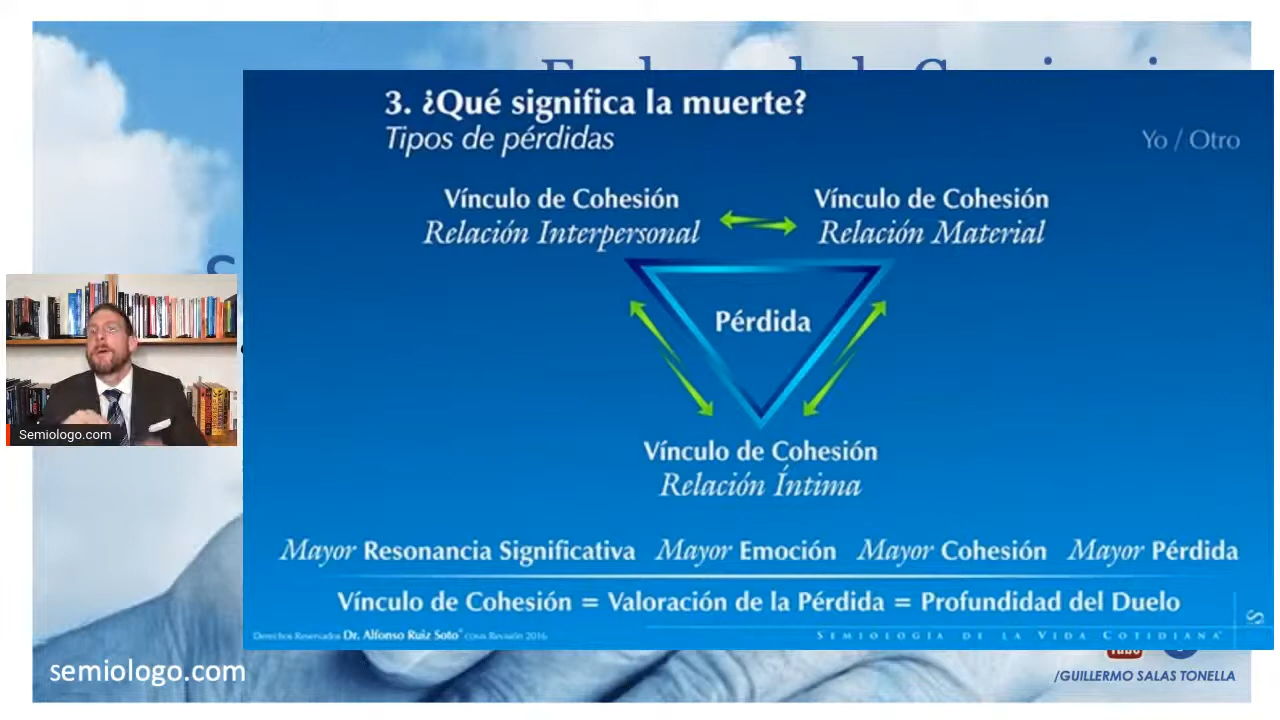 3. ¿Qué significa la muerte?
Tipos de pérdidas
Yo / Otro
Vínculo de Cohesión
Relación Interpersonal
Vínculo de Cohesión
Relación Material
Pérdida
Vínculo de Cohesión
Relación Íntima
Mayor Resonancia Significativa Mayor Emoción Mayor Cohesión Mayor Pérdida
Vínculo de Cohesión = Valoración de la Pérdida = Profundidad del Duelo
Derechos Reservados Dr. Alfonso Ruiz Soto Revisión 2016
SEMIOLOGÍA DE LA VIDA COTIDIANA
Semiologo.com
semiologo.com
/GUILLERMO SALAS TONELLA